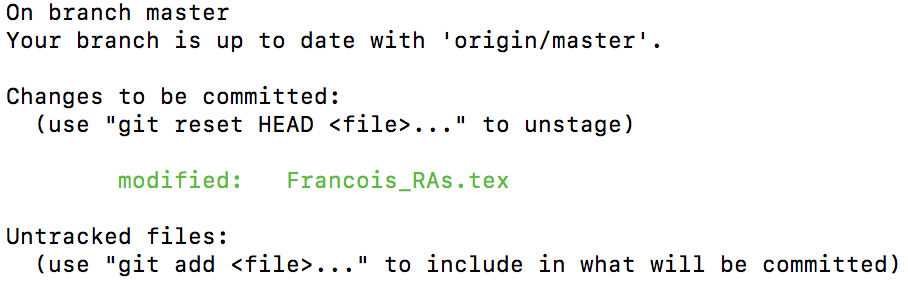 On branch master
Your branch is up to date with 'origin/master'.
Changes to be committed:
(use "git reset HEAD <file>..." to unstage)
modified: Francois_RAs.tex
Untracked files:
(use "git add <file>..." to include in what will be committed)